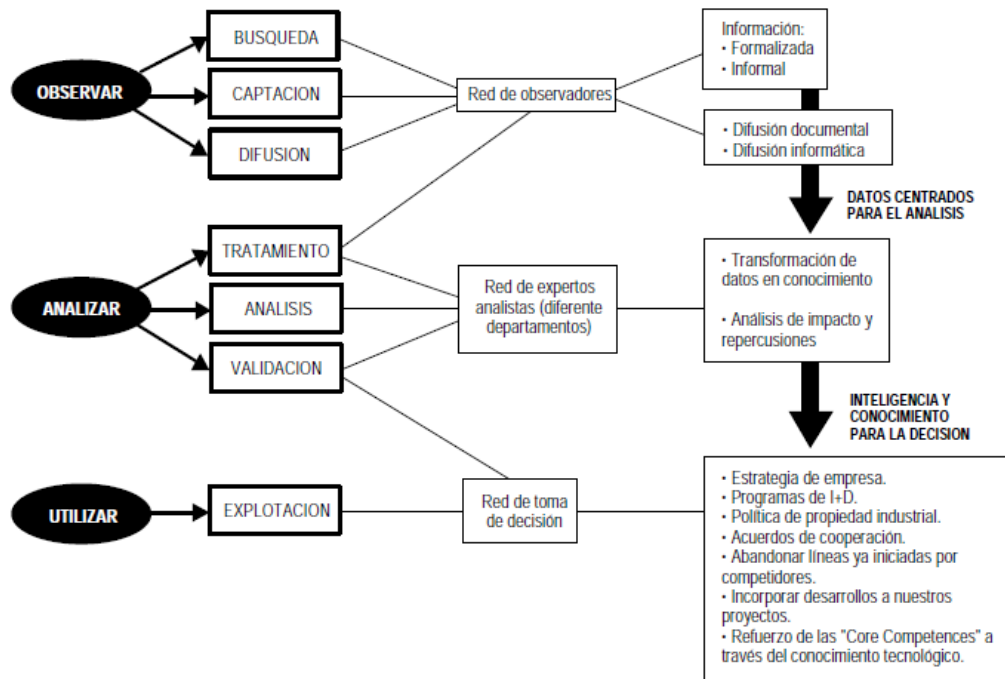 OBSERVAR
BUSQUEDA
CAPTACION
DIFUSION
Red de observadores
Información:
• Formalizada
• Informal
• Difusión documental
• Difusión informática
DATOS CENTRADOS
PARA EL ANALISIS
ANALIZAR
TRATAMIENTO
ANALISIS
VALIDACION
Red de expertos
analistas (diferente
departamentos)
• Transformación de
datos en conocimiento
• Análisis de impacto y
repercusiones
INTELIGENCIA Y
CONOCIMIENTO
PARA LA DECISION
UTILIZAR
EXPLOTACION
Red de toma
de decisión
• Estrategia de empresa.
• Programas de I+D.
• Política de propiedad industrial.
• Acuerdos de cooperación.
• Abandonar líneas ya iniciadas por
competidores.
• Incorporar desarrollos a nuestros
proyectos.
• Refuerzo de las "Core Competences" a
través del conocimiento tecnológico.